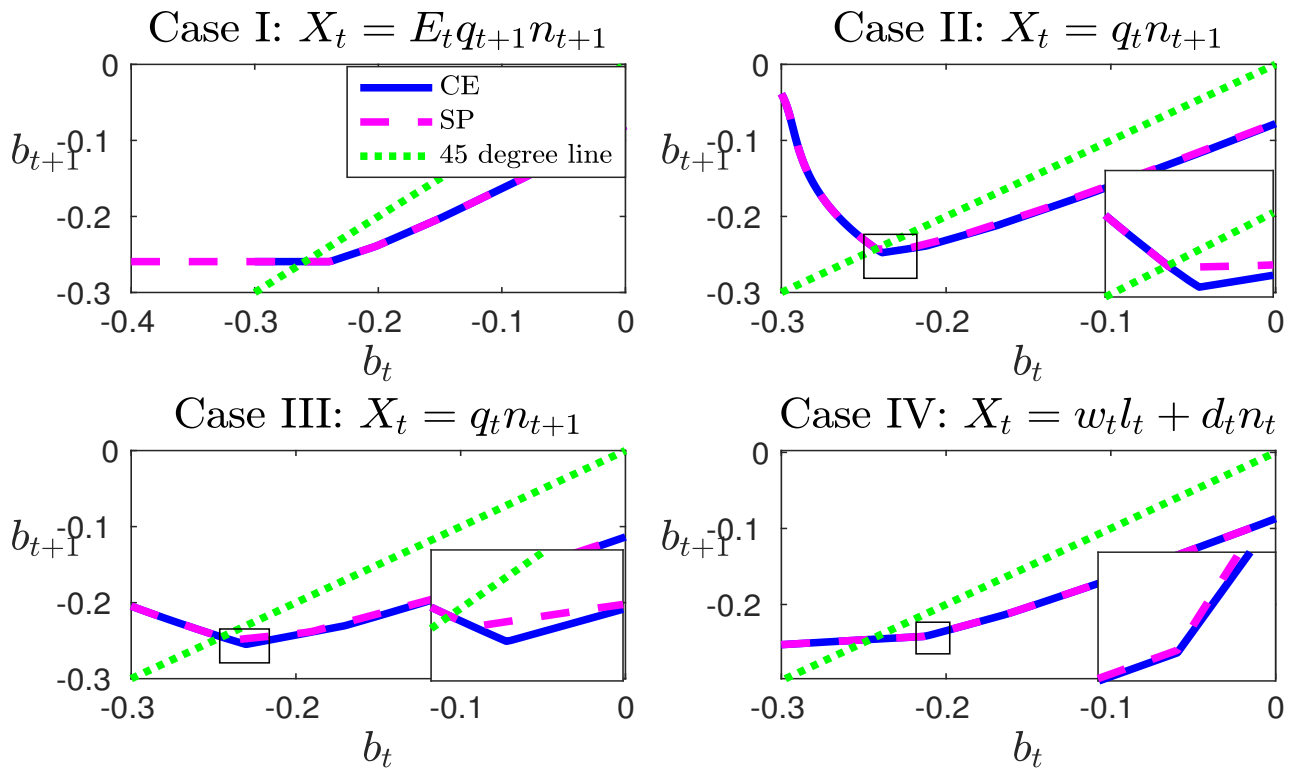 Case I: X_t = E_t q_{t+1} n_{t+1}
0
-0.1
-0.2
-0.3
b_{t+1}
CE
SP
45 degree line
-0.4 -0.3 -0.2 -0.1 0
b_t
Case II: X_t = q_t n_{t+1}
0
-0.1
-0.2
-0.3
b_{t+1}
-0.3 -0.2 -0.1 0
b_t
Case III: X_t = q_t n_{t+1}
0
-0.1
-0.2
-0.3
b_{t+1}
-0.3 -0.2 -0.1 0
b_t
Case IV: X_t = w_t l_t + d_t n_t
0
-0.1
-0.2
b_{t+1}
-0.3 -0.2 -0.1 0
b_t